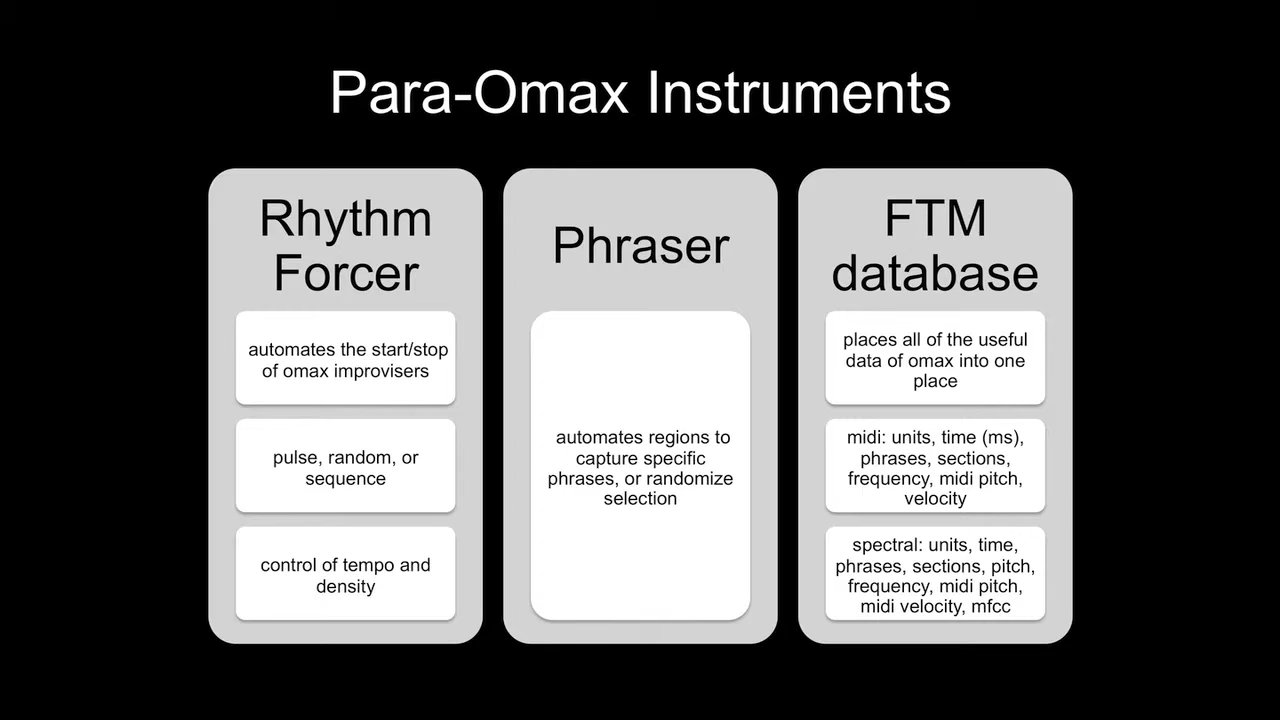 Para-Omax Instruments
Rhythm
Forcer
automates the start/stop
of omax improvisers
pulse, random, or
sequence
control of tempo and
density
Phraser
automates regions to
capture specific
phrases, or randomize
selection
FTM
database
places all of the useful
data of omax into one
place
midi: units, time (ms),
phrases, sections,
frequency, midi pitch,
velocity
spectral: units, time,
phrases, sections, pitch,
frequency, midi pitch,
midi velocity, mfcc